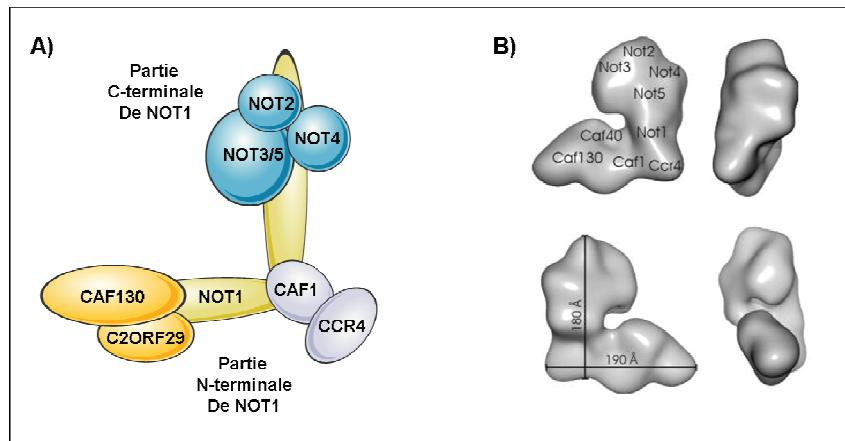 A)
Partie
C-terminale
De NOT1
NOT2
NOT4
NOT3/5
CAF130
NOT1
CAF1
C2ORF29
CCR4
Partie
N-terminale
De NOT1
B)
Not2
Not3
Not4
Not5
Caf40
Not1
Caf130
Caf1
Ccr4
180 Å
190 Å